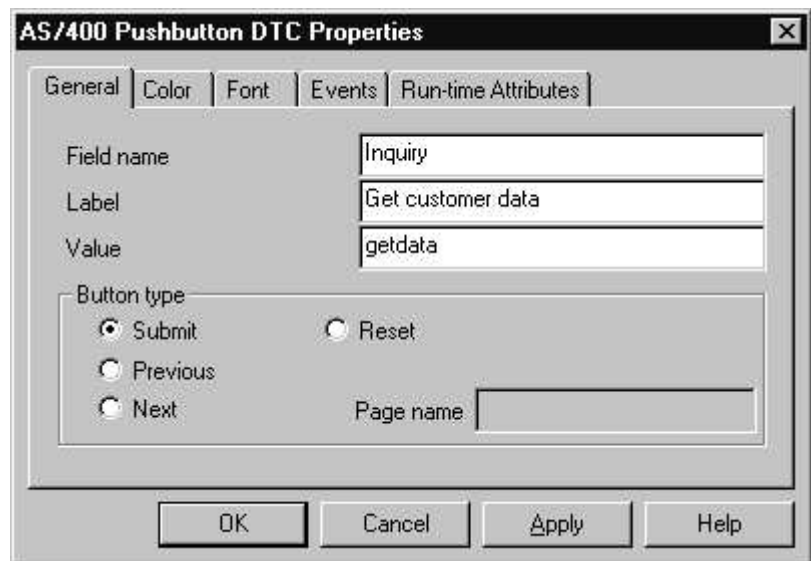 AS/400 Pushbutton DTC Properties
General Color Font Events Run-time Attributes
Field name Inquiry
Label Get customer data
Value getdata
Button type
Submit Reset
Previous
Next Page name
OK Cancel Apply Help